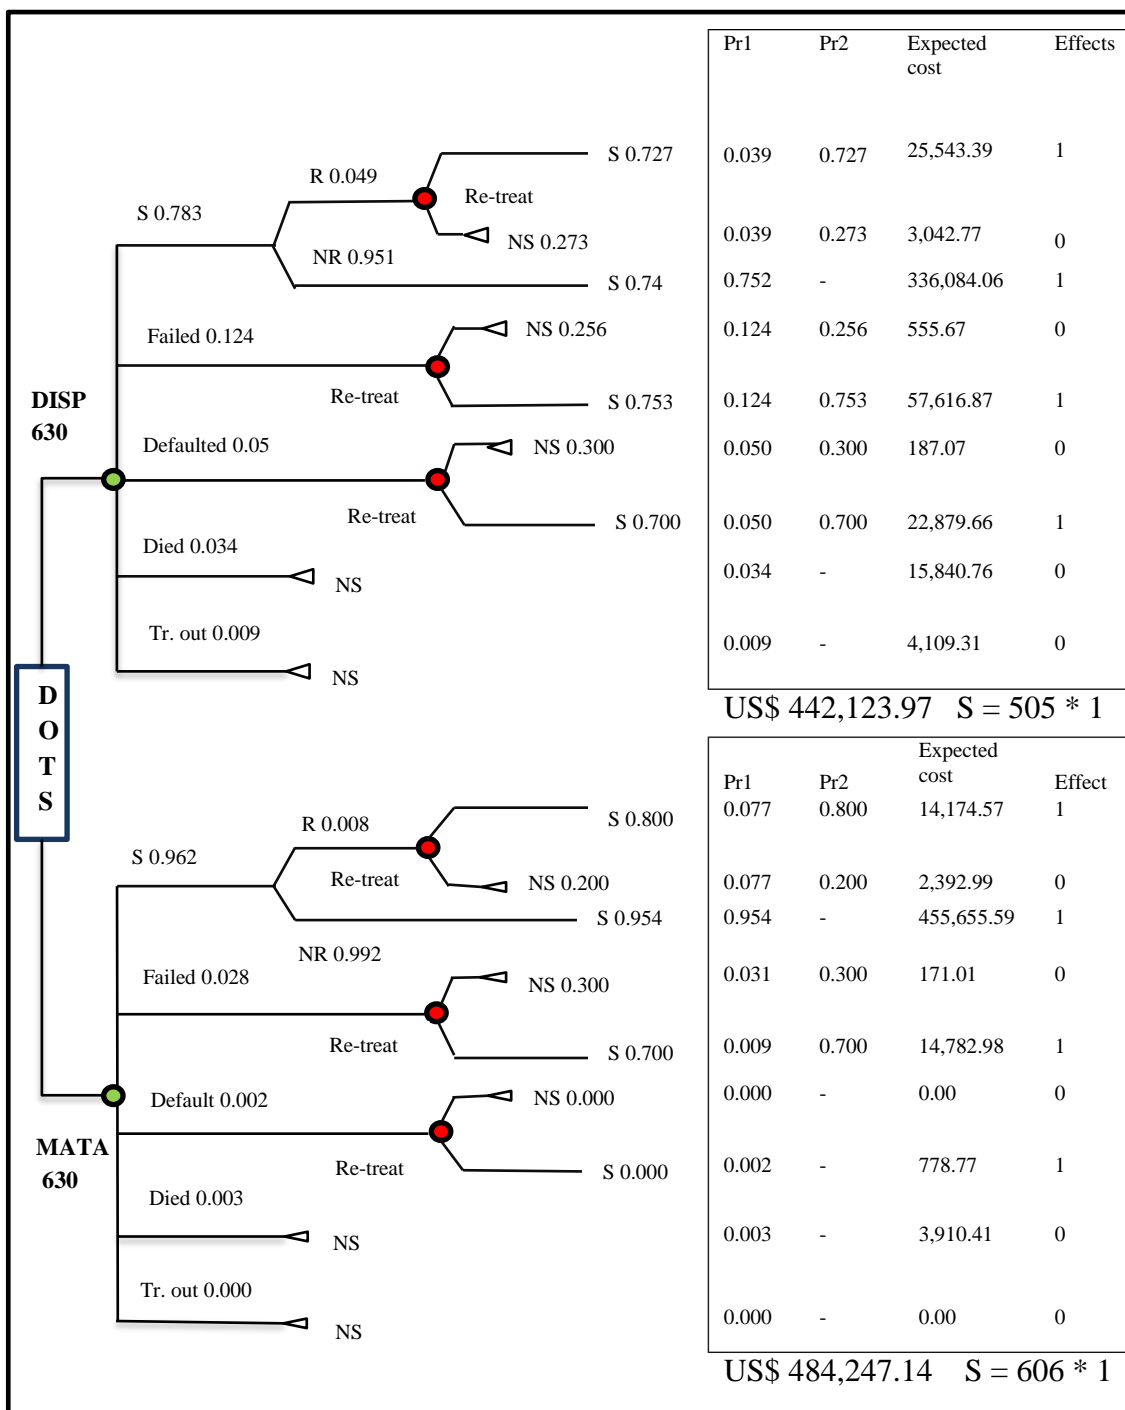 Pr1 Pr2 Expected cost Effects
S 0.727 0.039 0.727 25,543.39 1
R 0.049
Re-treat
S 0.783
NS 0.273 0.039 0.273 3,042.77 0
NR 0.951
S 0.74 0.752 - 336,084.06 1
Failed 0.124
NS 0.256 0.124 0.256 555.67 0
Re-treat
S 0.753 0.124 0.753 57,616.87 1
DISP
630
Defaulted 0.05
NS 0.300 0.050 0.300 187.07 0
Re-treat
S 0.700 0.050 0.700 22,879.66 1
Died 0.034
NS 0.034 - 15,840.76 0
Tr. out 0.009
NS 0.009 - 4,109.31 0
US$ 442,123.97 S = 505 * 1
D
O
T
S
Pr1 Pr2 Expected cost Effect
S 0.800 0.077 0.800 14,174.57 1
R 0.008
S 0.962
Re-treat
NS 0.200 0.077 0.200 2,392.99 0
S 0.954 0.954 - 455,655.59 1
NR 0.992
Failed 0.028
NS 0.300 0.031 0.300 171.01 0
Re-treat
S 0.700 0.009 0.700 14,782.98 1
Default 0.002
NS 0.000 0.000 - 0.00 0
MATA
630
Re-treat
S 0.000 0.002 - 778.77 1
Died 0.003
NS 0.003 - 3,910.41 0
Tr. out 0.000
NS 0.000 - 0.00 0
US$ 484,247.14 S = 606 * 1